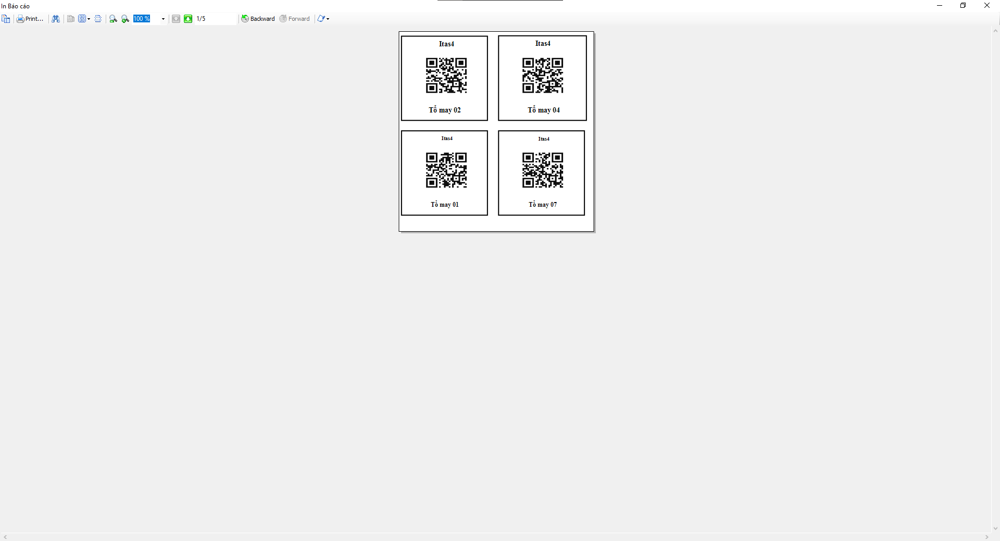 In Báo cáo
Print... 100 % 1/5 Backward Forward
Itas4
Tổ may 02
Itas4
Tổ may 04
Itas4
Tổ may 01
Itas4
Tổ may 07